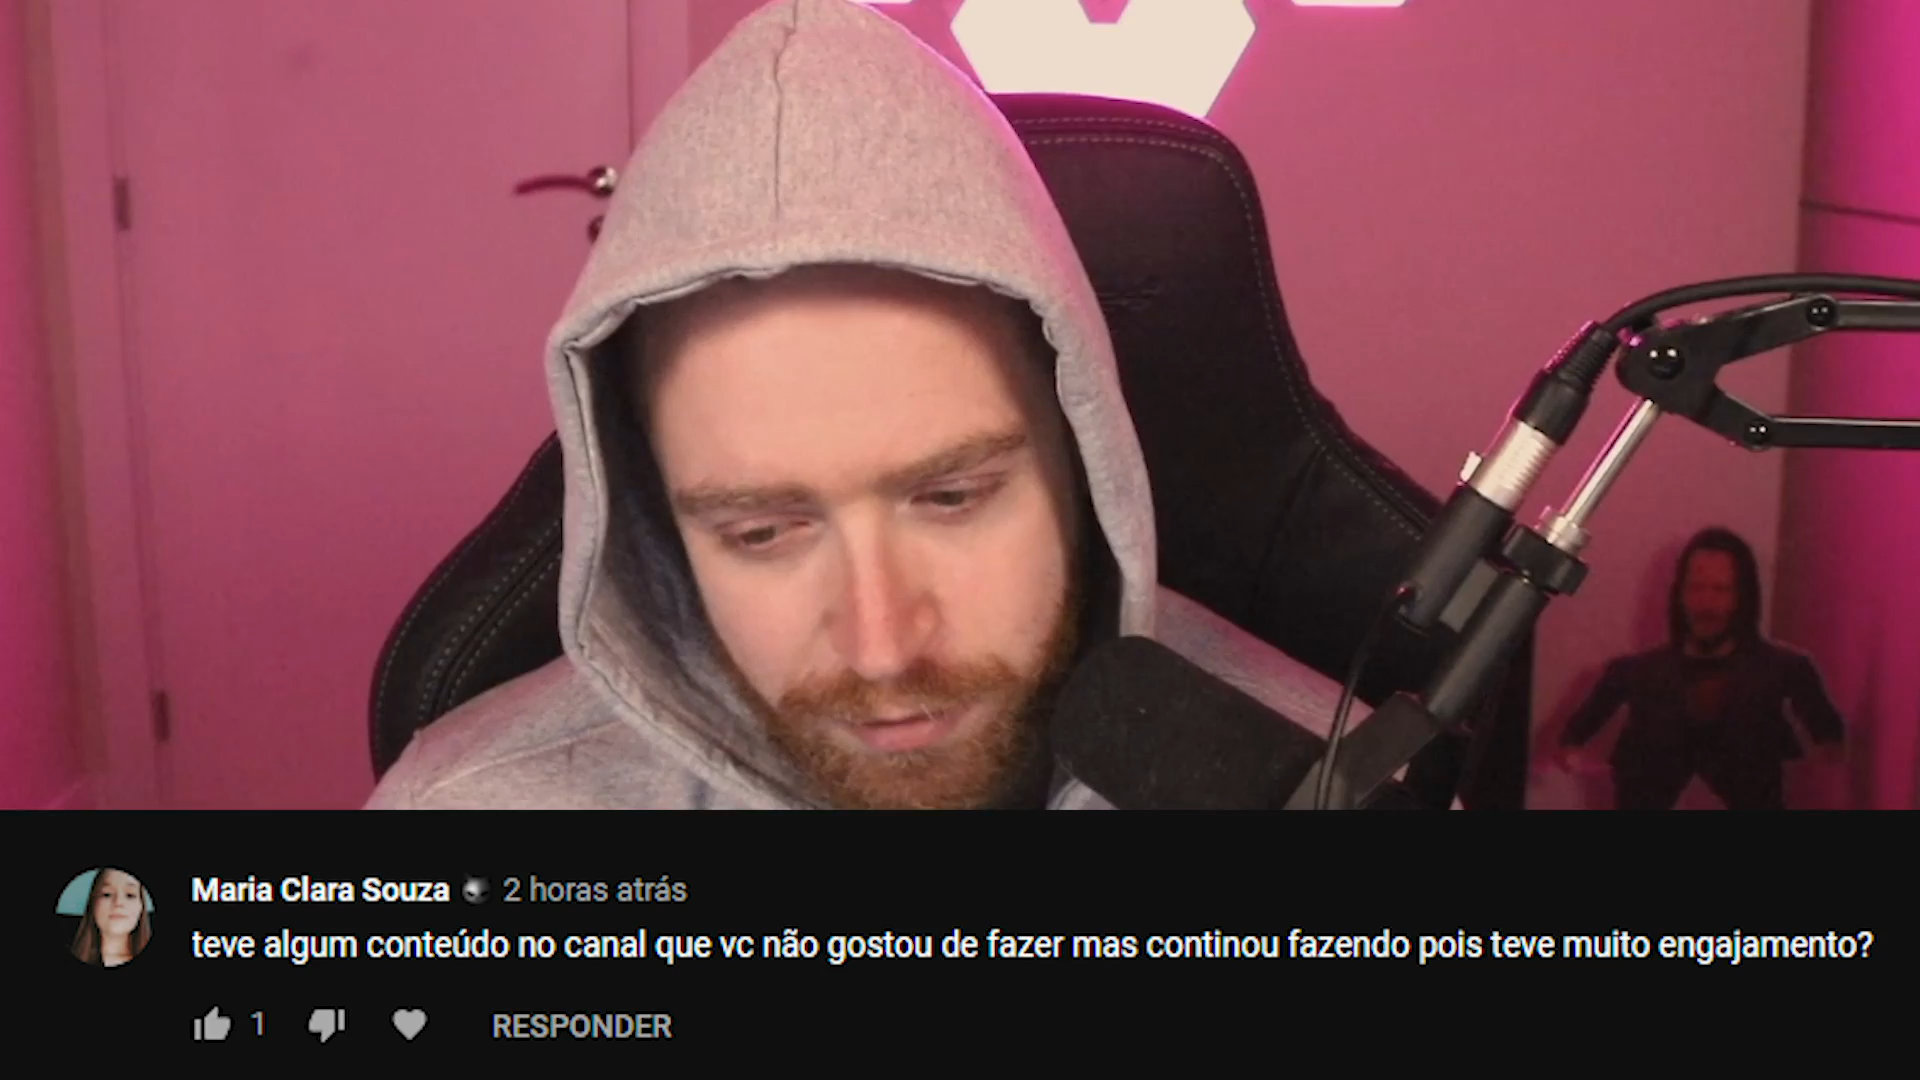 Maria Clara Souza 2 horas atrás
teve algum conteúdo no canal que vc não gostou de fazer mas continou fazendo pois teve muito engajamento?
1 RESPONDER